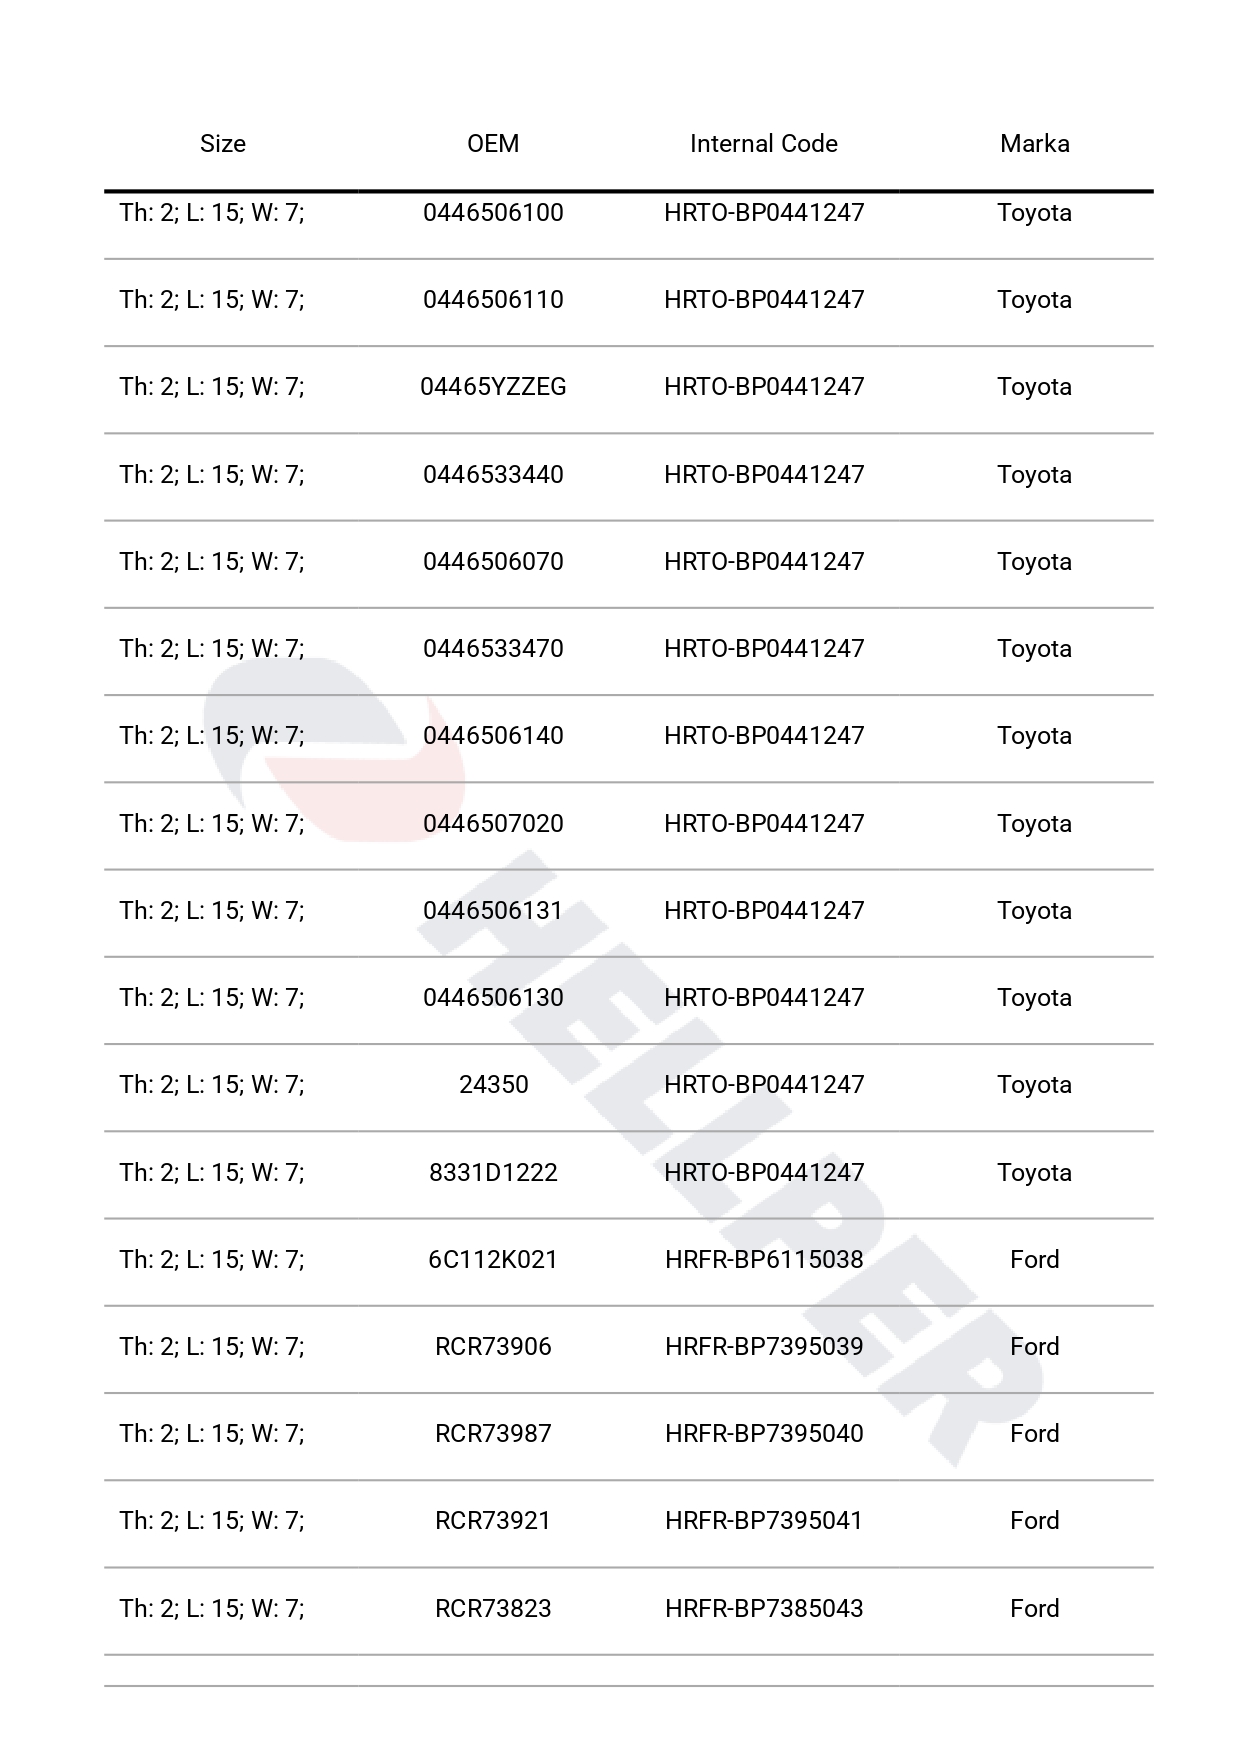 Size OEM Internal Code Marka
Th: 2; L: 15; W: 7; 0446506100 HRTO-BP0441247 Toyota
Th: 2; L: 15; W: 7; 0446506110 HRTO-BP0441247 Toyota
Th: 2; L: 15; W: 7; 04465YZZEG HRTO-BP0441247 Toyota
Th: 2; L: 15; W: 7; 0446533440 HRTO-BP0441247 Toyota
Th: 2; L: 15; W: 7; 0446506070 HRTO-BP0441247 Toyota
Th: 2; L: 15; W: 7; 0446533470 HRTO-BP0441247 Toyota
Th: 2; L: 15; W: 7; 0446506140 HRTO-BP0441247 Toyota
Th: 2; L: 15; W: 7; 0446507020 HRTO-BP0441247 Toyota
Th: 2; L: 15; W: 7; 0446506131 HRTO-BP0441247 Toyota
Th: 2; L: 15; W: 7; 0446506130 HRTO-BP0441247 Toyota
Th: 2; L: 15; W: 7; 24350 HRTO-BP0441247 Toyota
Th: 2; L: 15; W: 7; 8331D1222 HRTO-BP0441247 Toyota
Th: 2; L: 15; W: 7; 6C112K021 HRFR-BP6115038 Ford
Th: 2; L: 15; W: 7; RCR73906 HRFR-BP7395039 Ford
Th: 2; L: 15; W: 7; RCR73987 HRFR-BP7395040 Ford
Th: 2; L: 15; W: 7; RCR73921 HRFR-BP7395041 Ford
Th: 2; L: 15; W: 7; RCR73823 HRFR-BP7385043 Ford
HELLPER